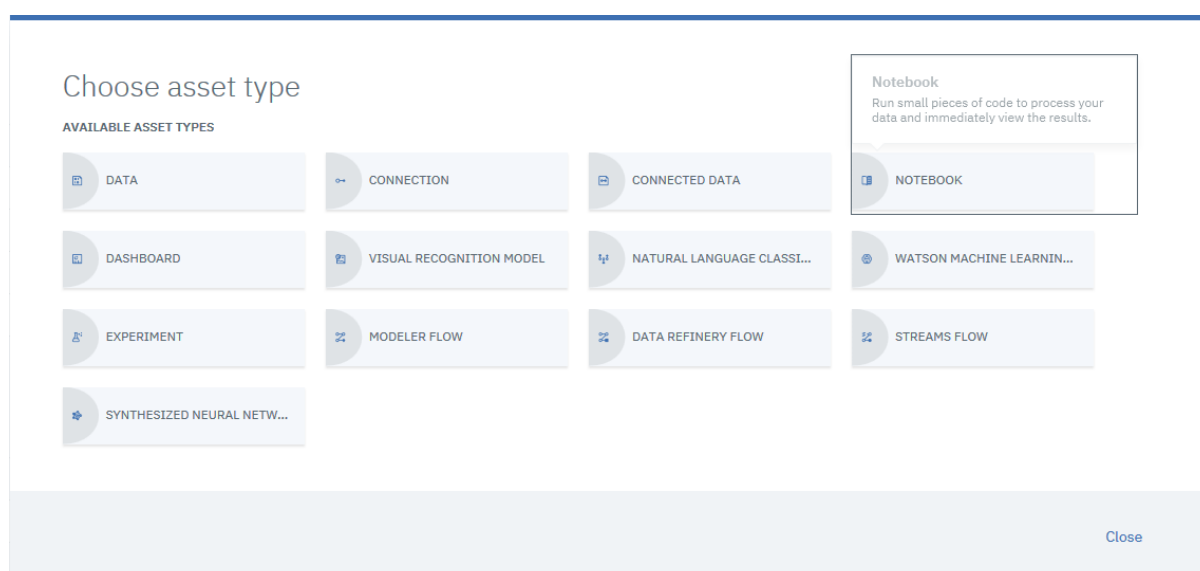 Choose asset type
AVAILABLE ASSET TYPES
Notebook
Run small pieces of code to process your
data and immediately view the results.
DATA
CONNECTION
CONNECTED DATA
NOTEBOOK
DASHBOARD
VISUAL RECOGNITION MODEL
NATURAL LANGUAGE CLASSI...
WATSON MACHINE LEARNIN...
EXPERIMENT
MODELER FLOW
DATA REFINERY FLOW
STREAMS FLOW
SYNTHESIZED NEURAL NETW...
Close